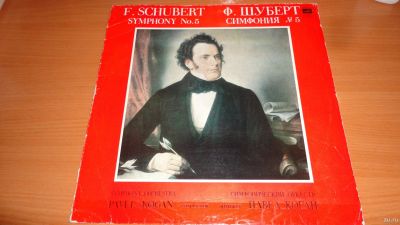 F. SCHUBERT
SYMPHONY No. 5
Ф. ШУБЕРТ
СИМФОНИЯ № 5
SYMPHONY ORCHESTRA
PAVEL KOGAN
СИМФОНИЧЕСКИЙ ОРКЕСТР
ПАВЕЛ КОГАН